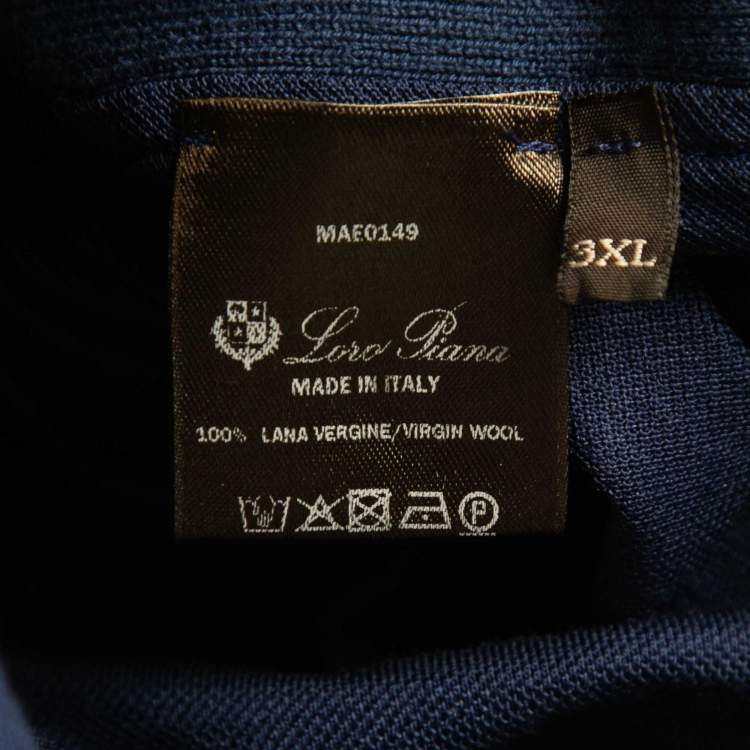 MAE0149
3XL
Loro Piana
MADE IN ITALY
100% LANA VERGINE/VIRGIN WOOL
P